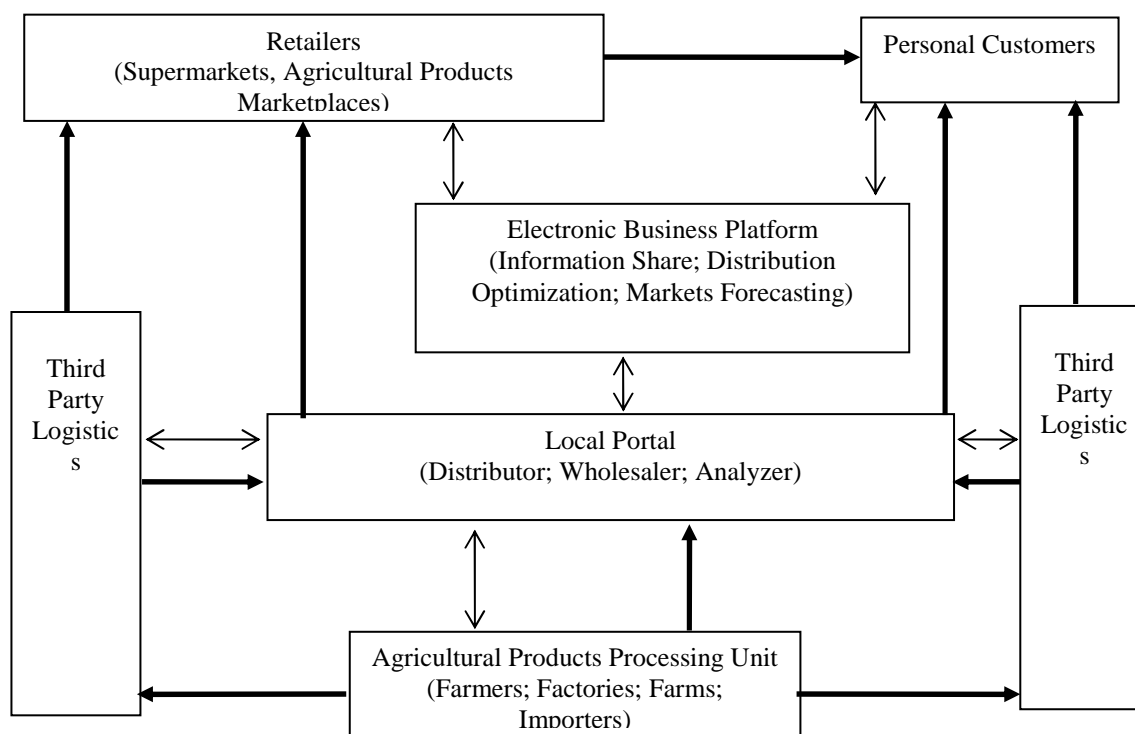 Retailers
(Supermarkets, Agricultural Products
Marketplaces)
Personal Customers
Electronic Business Platform
(Information Share; Distribution
Optimization; Markets Forecasting)
Third
Party
Logistic
s
Third
Party
Logistic
s
Local Portal
(Distributor; Wholesaler; Analyzer)
Agricultural Products Processing Unit
(Farmers; Factories; Farms;
Importers)